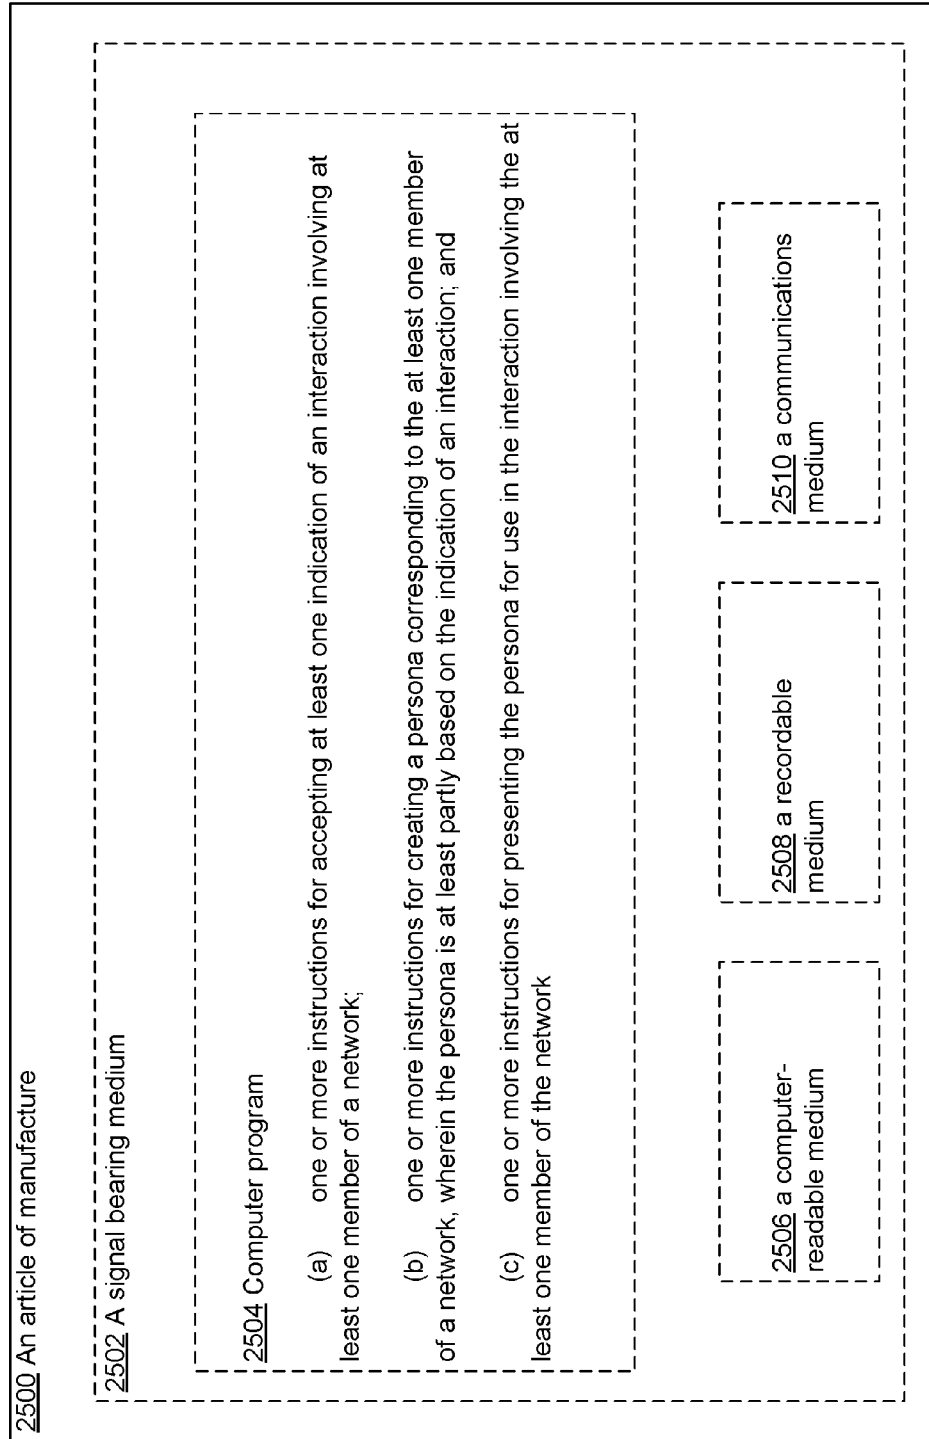 2500 An article of manufacture
2502 A signal bearing medium
2504 Computer program
(a) one or more instructions for accepting at least one indication of an interaction involving at
least one member of a network;
(b) one or more instructions for creating a persona corresponding to the at least one member
of a network, wherein the persona is at least partly based on the indication of an interaction; and
(c) one or more instructions for presenting the persona for use in the interaction involving the at
least one member of the network
2506 a computer-
readable medium
2508 a recordable
medium
2510 a communications
medium